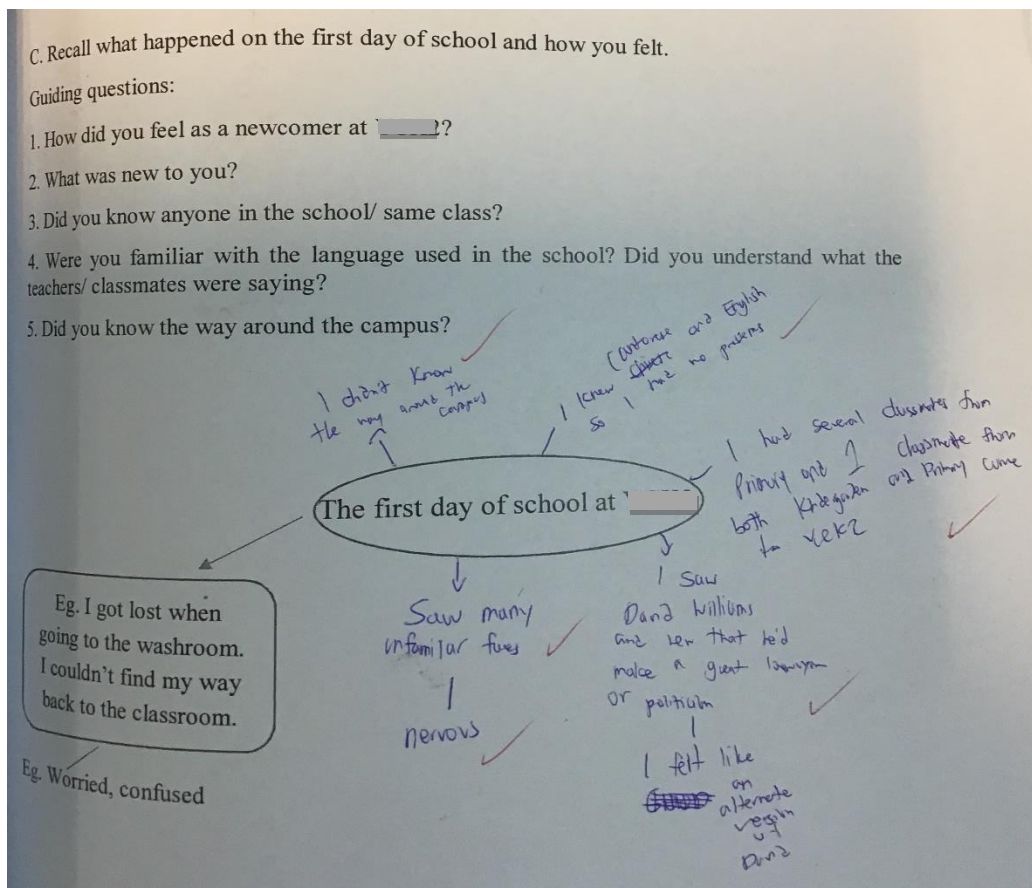 C. Recall what happened on the first day of school and how you felt.
Guiding questions:
1. How did you feel as a newcomer at ?
2. What was new to you?
3. Did you know anyone in the school/ same class?
4. Were you familiar with the language used in the school? Did you understand what the
teachers/ classmates were saying?
5. Did you know the way around the campus?
I didn't know
the way around the
campus
Cantonese and English
I knew
so I had no problems
I had several classmates from
Primary and 1 classmate from
both and Primary came
to
The first day of school at
Eg. I got lost when
going to the washroom.
I couldn't find my way
back to the classroom.
Eg. Worried, confused
Saw many
unfamiliar faces
nervous
I saw
David Williams
and that he'd
make a great
or
I felt like
an
alternate
version
of
David